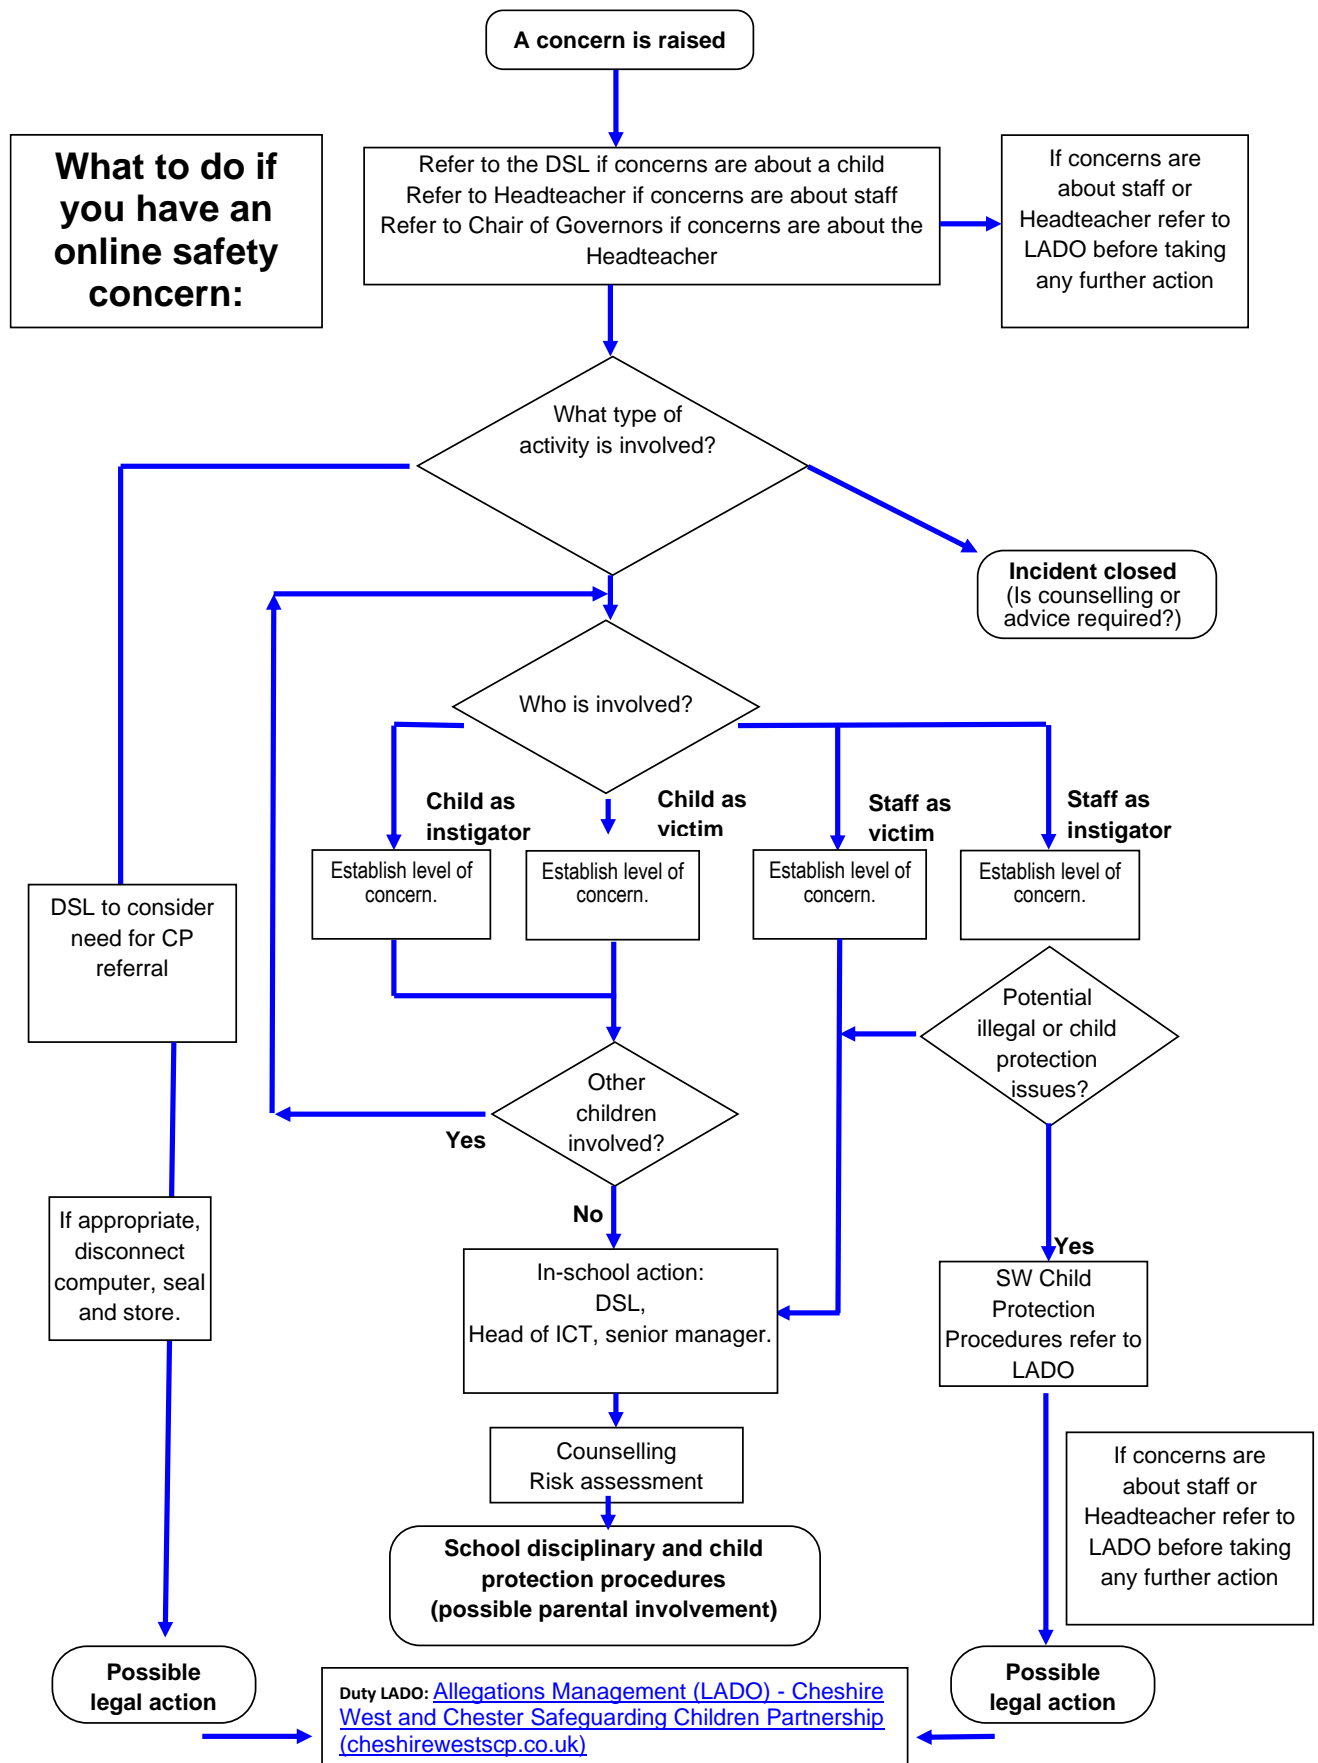 A concern is raised
What to do if
you have an
online safety
concern:
Refer to the DSL if concerns are about a child
Refer to Headteacher if concerns are about staff
Refer to Chair of Governors if concerns are about the
Headteacher
If concerns are
about staff or
Headteacher refer to
LADO before taking
any further action
What type of
activity is involved?
Incident closed
(Is counselling or
advice required?)
Who is involved?
Child as
instigator
Child as
victim
Staff as
victim
Staff as
instigator
Establish level of
concern.
Establish level of
concern.
Establish level of
concern.
Establish level of
concern.
DSL to consider
need for CP
referral
Potential
illegal or child
protection
issues?
Other
children
involved?
Yes
No
If appropriate,
disconnect
computer, seal
and store.
In-school action:
DSL,
Head of ICT, senior manager.
Yes
SW Child
Protection
Procedures refer to
LADO
Counselling
Risk assessment
If concerns are
about staff or
Headteacher refer to
LADO before taking
any further action
School disciplinary and child
protection procedures
(possible parental involvement)
Possible
legal action
Possible
legal action
Duty LADO: Allegations Management (LADO) - Cheshire
West and Chester Safeguarding Children Partnership
(cheshirewestscp.co.uk)